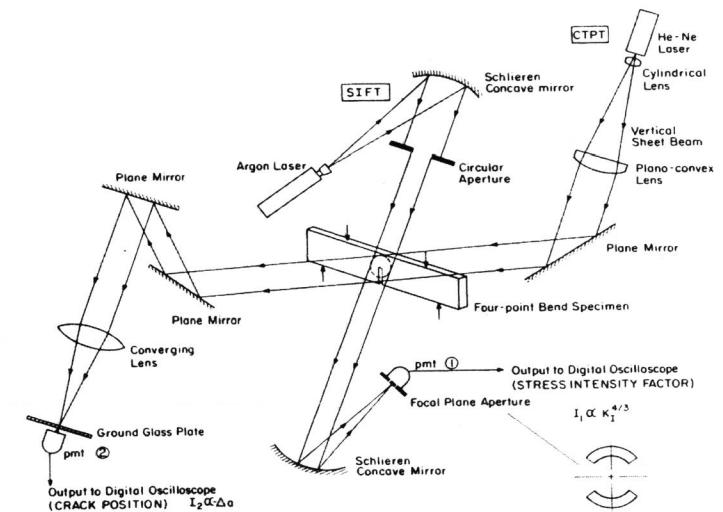 CTPT
He-Ne
Laser
Cylindrical
Lens
Schlieren
Concave mirror
SIFT
Vertical
Sheet Beam
Plano-convex
Lens
Argon Laser
Circular
Aperture
Plane Mirror
Plane Mirror
Four-point Bend Specimen
Plane Mirror
Converging
Lens
pmt ①
Output to Digital Oscilloscope
(STRESS INTENSITY FACTOR)
Focal Plane Aperture
I₁ ∝ K_I^4/3
Ground Glass Plate
pmt ②
Schlieren
Concave Mirror
Output to Digital Oscilloscope
(CRACK POSITION) I₂ ∝ Δa